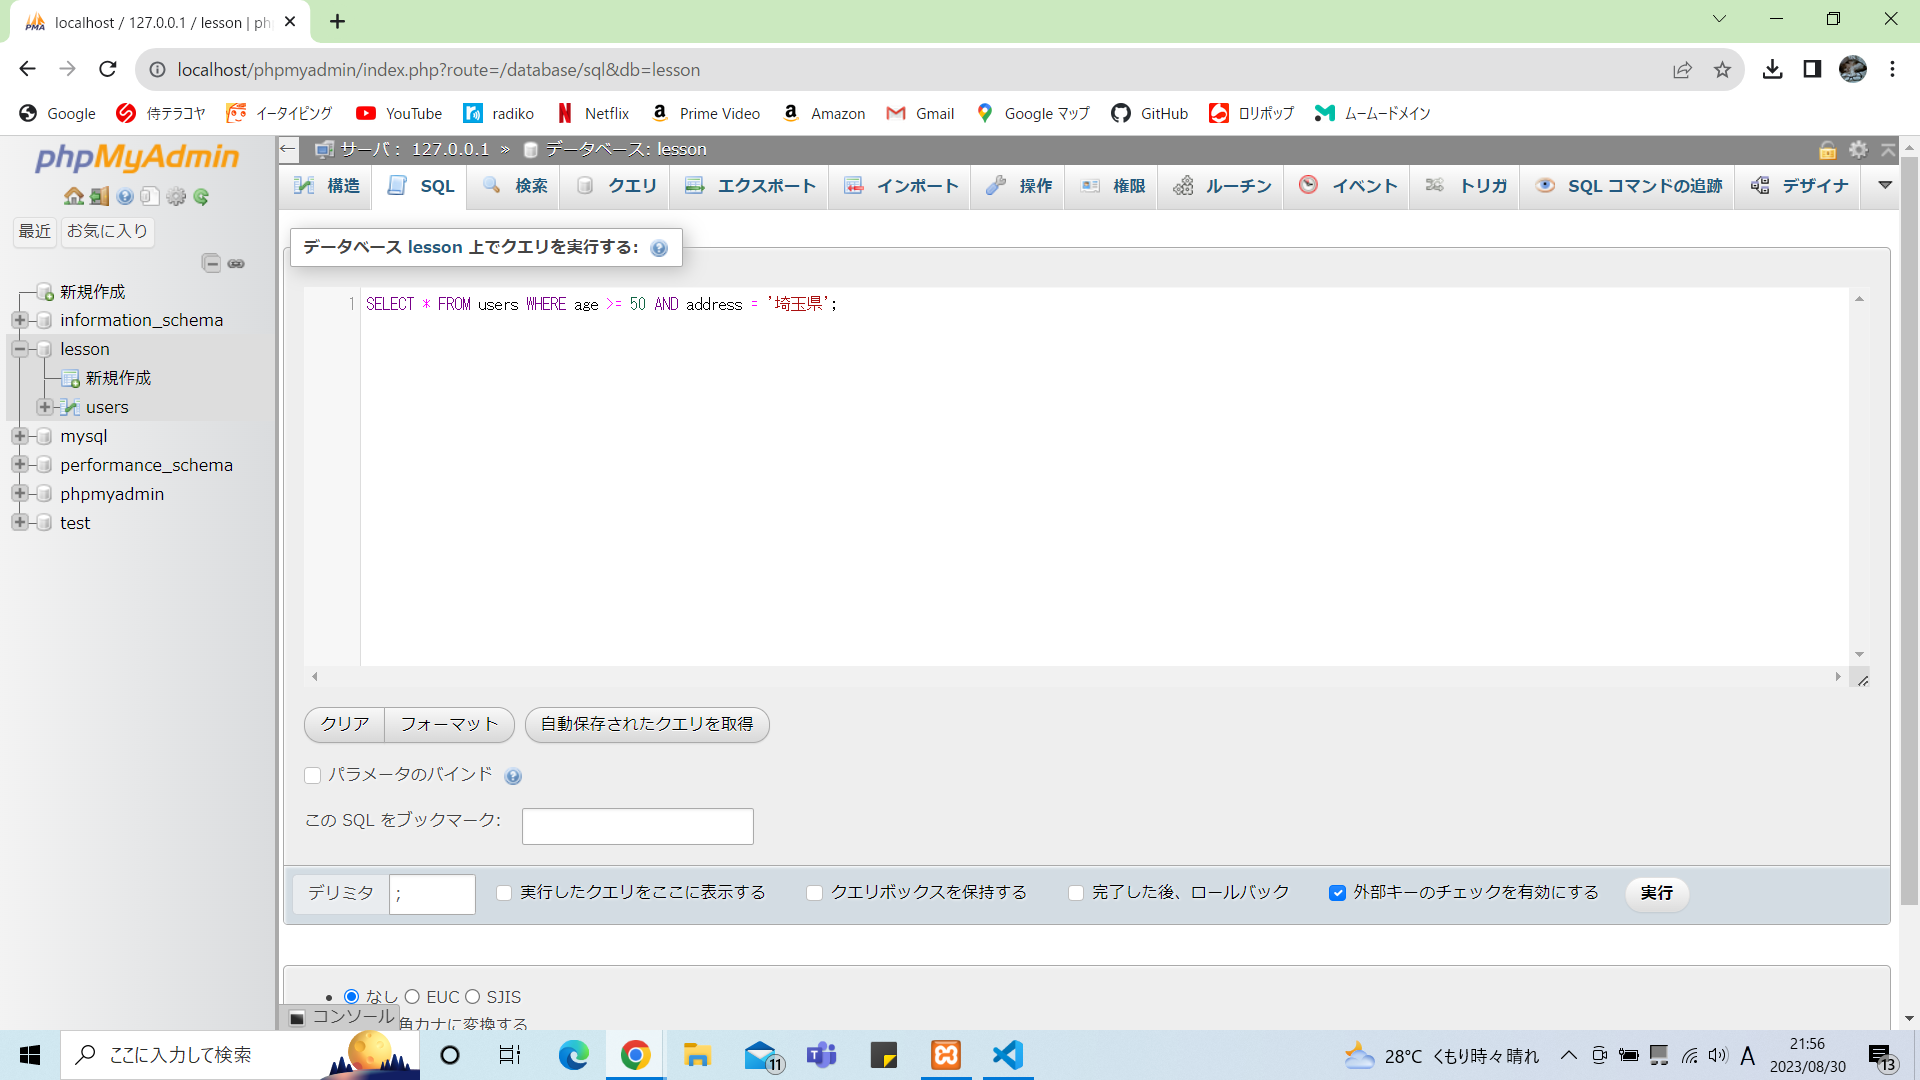 localhost / 127.0.0.1 / lesson | ph
localhost/phpmyadmin/index.php?route=/database/sql&db=lesson
Google 侍テラコヤ イータイピング YouTube radiko Netflix Prime Video Amazon Gmail Google マップ GitHub ロリポップ ムームードメイン
phpMyAdmin
最近 お気に入り
新規作成
information_schema
lesson
新規作成
users
mysql
performance_schema
phpmyadmin
test
サーバ： 127.0.0.1 » データベース: lesson
構造 SQL 検索 クエリ エクスポート インポート 操作 権限 ルーチン イベント トリガ SQL コマンドの追跡 デザイナ
データベース lesson 上でクエリを実行する:
1 SELECT * FROM users WHERE age >= 50 AND address = '埼玉県';
クリア フォーマット 自動保存されたクエリを取得
パラメータのバインド
この SQL をブックマーク:
デリミタ ; 実行したクエリをここに表示する クエリボックスを保持する 完了した後、ロールバック 外部キーのチェックを有効にする 実行
なし EUC SJIS
コンソール 角カナに変換する
ここに入力して検索 11 28°C くもり時々晴れ A 21:56
2023/08/30 13